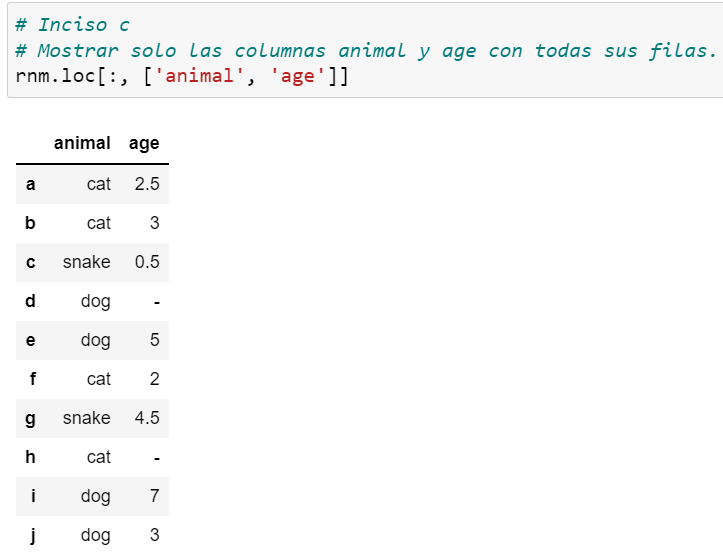 # Inciso c
# Mostrar solo las columnas animal y age con todas sus filas.
rnm.loc[:, ['animal', 'age']]
animal age
a cat 2.5
b cat 3
c snake 0.5
d dog -
e dog 5
f cat 2
g snake 4.5
h cat -
i dog 7
j dog 3